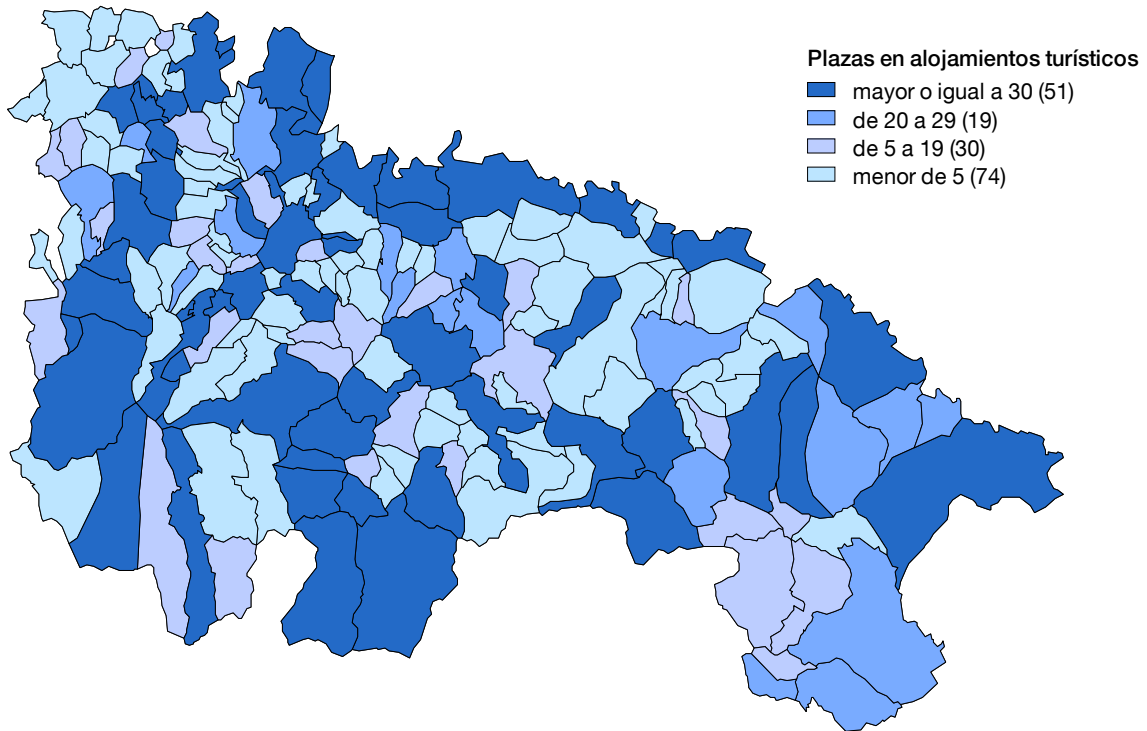 Plazas en alojamientos turísticos
mayor o igual a 30 (51)
de 20 a 29 (19)
de 5 a 19 (30)
menor de 5 (74)